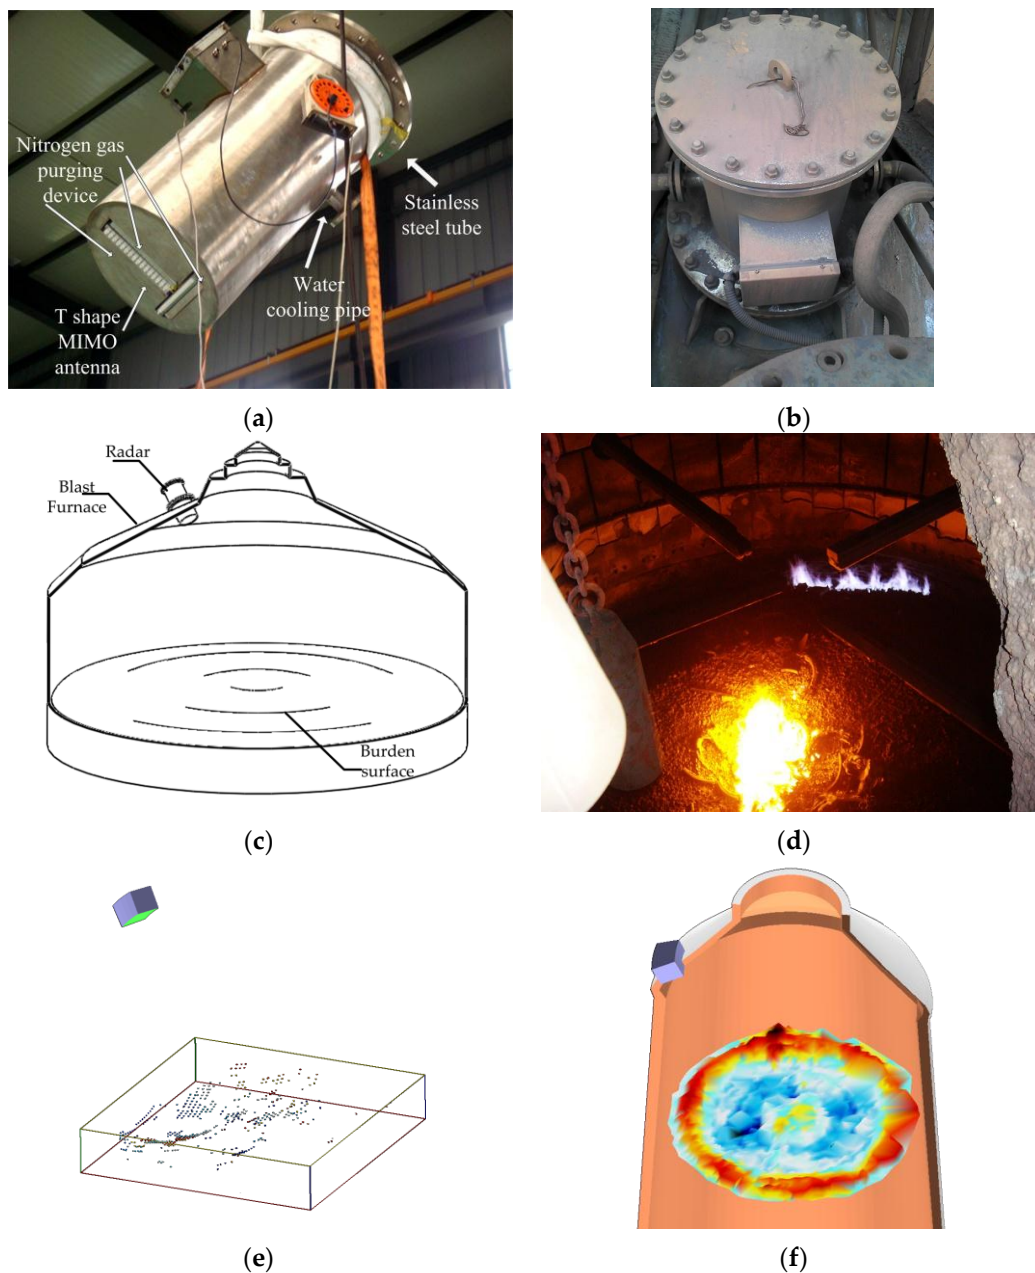 Nitrogen gas
purging
device
Stainless
steel tube
Water
cooling pipe
T shape
MIMO
antenna
(a)
(b)
Radar
Blast
Furnace
Burden
surface
(c)
(d)
(e)
(f)